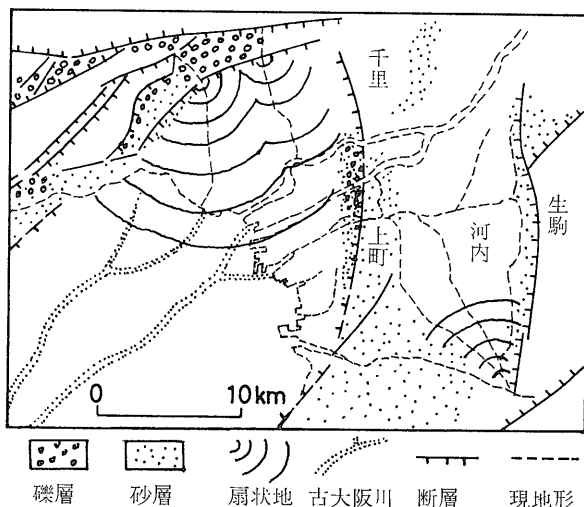 千里
生駒
上町
河内
0 10km
礫層 砂層 扇状地 古大阪川 断層 現地形